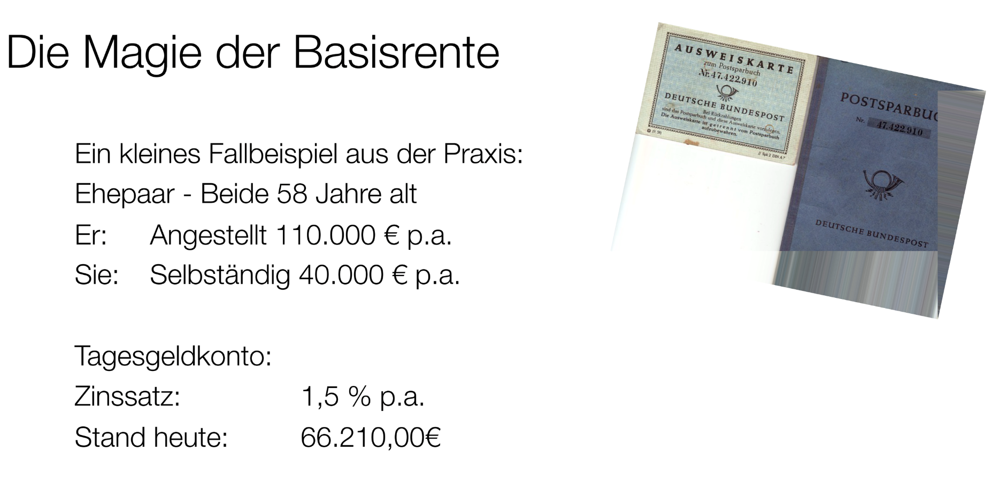 Die Magie der Basisrente
Ein kleines Fallbeispiel aus der Praxis:
Ehepaar - Beide 58 Jahre alt
Er: Angestellt 110.000 € p.a.
Sie: Selbständig 40.000 € p.a.
Tagesgeldkonto:
Zinssatz: 1,5 % p.a.
Stand heute: 66.210,00€
AUSWEISKARTE
zum Postsparbuch
Nr. 47.422.910
DEUTSCHE BUNDESPOST
Bei Rückzahlungen
sind das Postsparbuch und diese Ausweiskarte vorzulegen.
Die Ausweiskarte ist getrennt vom Postsparbuch
aufzubewahren.
(9. 58)
// Spk 2 DIN A 7
POSTSPARBUC
Nr. 47.422.910
DEUTSCHE BUNDESPOST